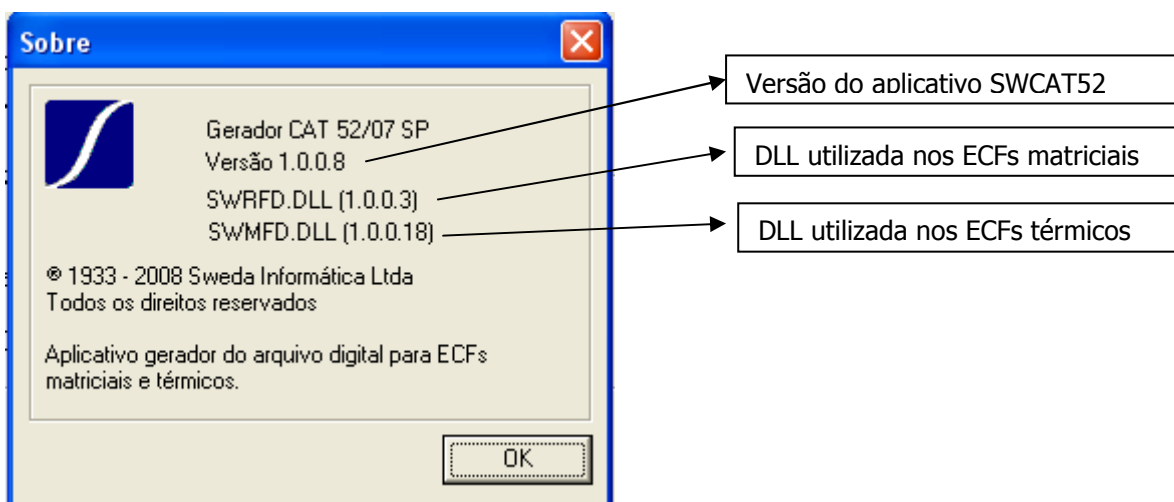 Sobre
Gerador CAT 52/07 SP
Versão 1.0.0.8
SWRFD.DLL (1.0.0.3)
SWMFD.DLL (1.0.0.18)
® 1933 - 2008 Sweda Informática Ltda
Todos os direitos reservados
Aplicativo gerador do arquivo digital para ECFs
matriciais e térmicos.
OK
Versão do aplicativo SWCAT52
DLL utilizada nos ECFs matriciais
DLL utilizada nos ECFs térmicos